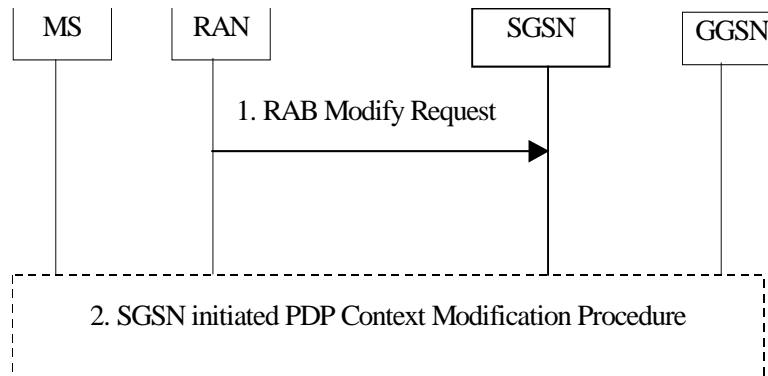 MS RAN SGSN GGSN
1. RAB Modify Request
2. SGSN initiated PDP Context Modification Procedure